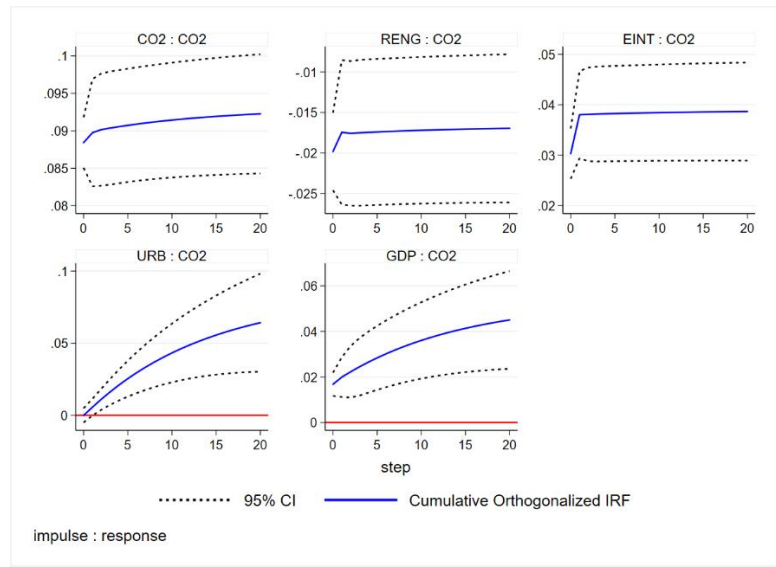 CO2 : CO2
.1
.095
.09
.085
.08
0 5 10 15 20
RENG : CO2
-.01
-.015
-.02
-.025
0 5 10 15 20
EINT : CO2
.05
.04
.03
.02
0 5 10 15 20
URB : CO2
.1
.05
0
0 5 10 15 20
GDP : CO2
.06
.04
.02
0
0 5 10 15 20
step
95% CI Cumulative Orthogonalized IRF
impulse : response